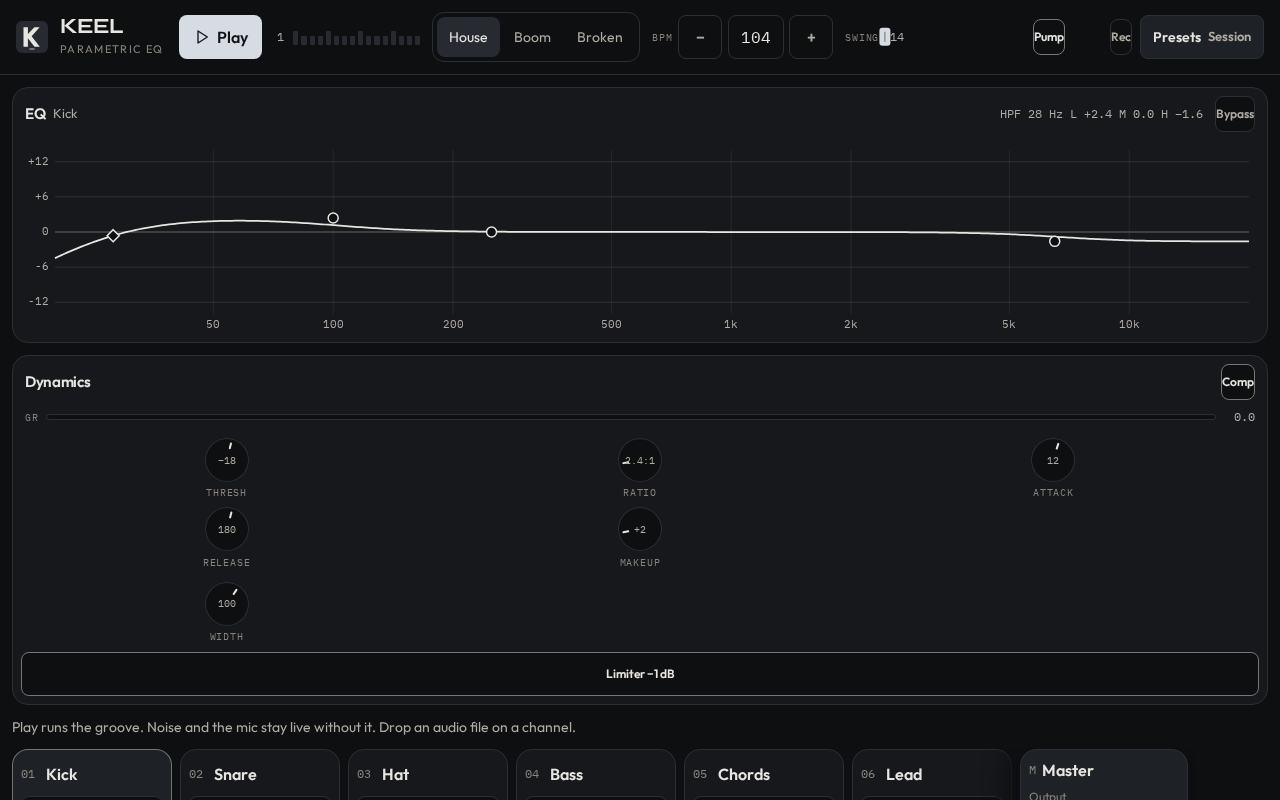 K KEEL
PARAMETRIC EQ
Play
1
House Boom Broken
BPM − 104 +
SWING 14
Pump
Rec
Presets Session
EQ Kick
HPF 28 Hz L +2.4 M 0.0 H −1.6
Bypass
+12
+6
0
-6
-12
50 100 200 500 1k 2k 5k 10k
Dynamics
Comp
GR 0.0
−18 2.4:1 12
THRESH RATIO ATTACK
180 +2
RELEASE MAKEUP
100
WIDTH
Limiter −1 dB
Play runs the groove. Noise and the mic stay live without it. Drop an audio file on a channel.
01 Kick 02 Snare 03 Hat 04 Bass 05 Chords 06 Lead M Master
Output